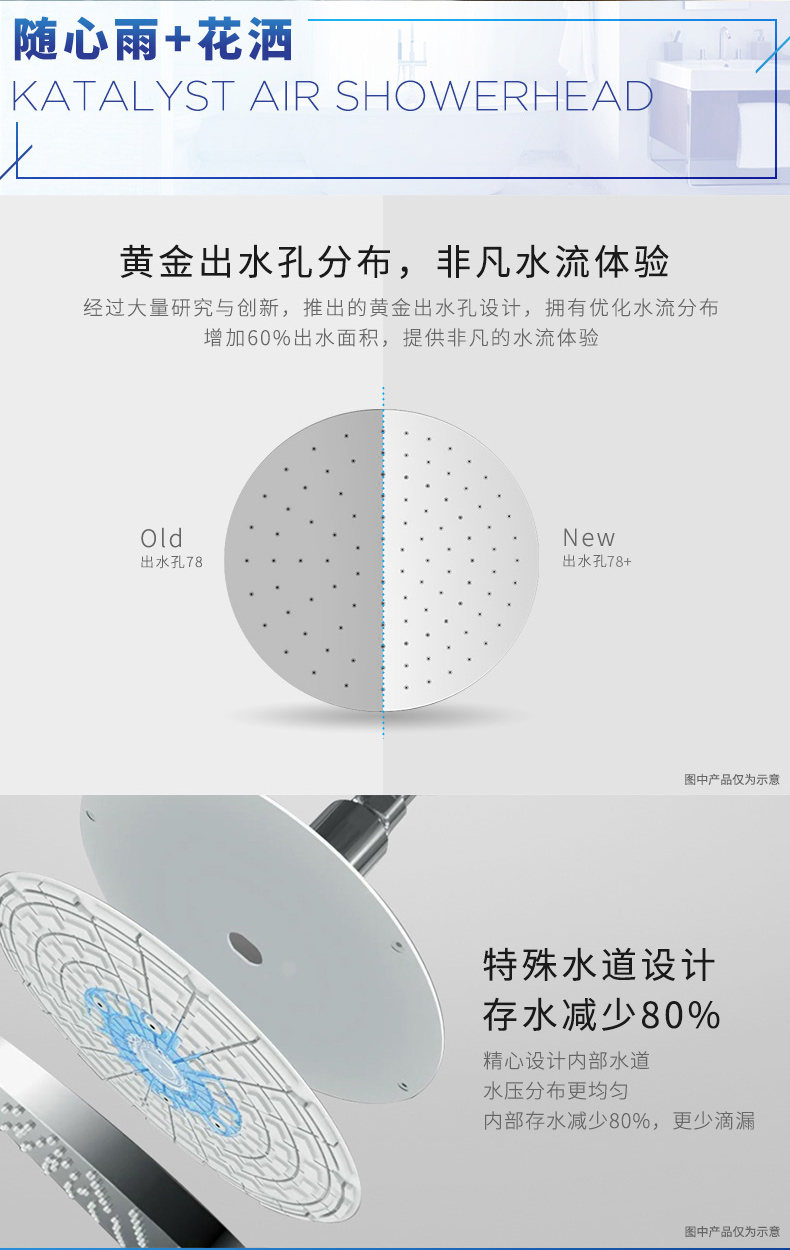 随心雨+花洒
KATALYST AIR SHOWERHEAD
黄金出水孔分布，非凡水流体验
经过大量研究与创新，推出的黄金出水孔设计，拥有优化水流分布
增加60%出水面积，提供非凡的水流体验
Old
出水孔78
New
出水孔78+
图中产品仅为示意
特殊水道设计
存水减少80%
精心设计内部水道
水压分布更均匀
内部存水减少80%，更少滴漏
图中产品仅为示意